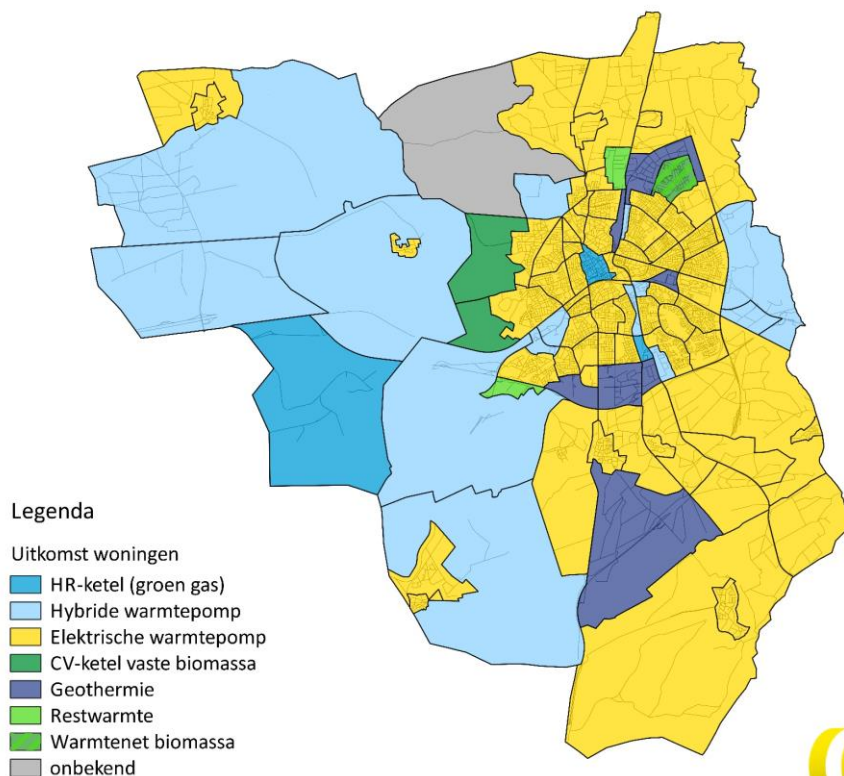 Legenda
Uitkomst woningen
HR-ketel (groen gas)
Hybride warmtepomp
Elektrische warmtepomp
CV-ketel vaste biomassa
Geothermie
Restwarmte
Warmtenet biomassa
onbekend